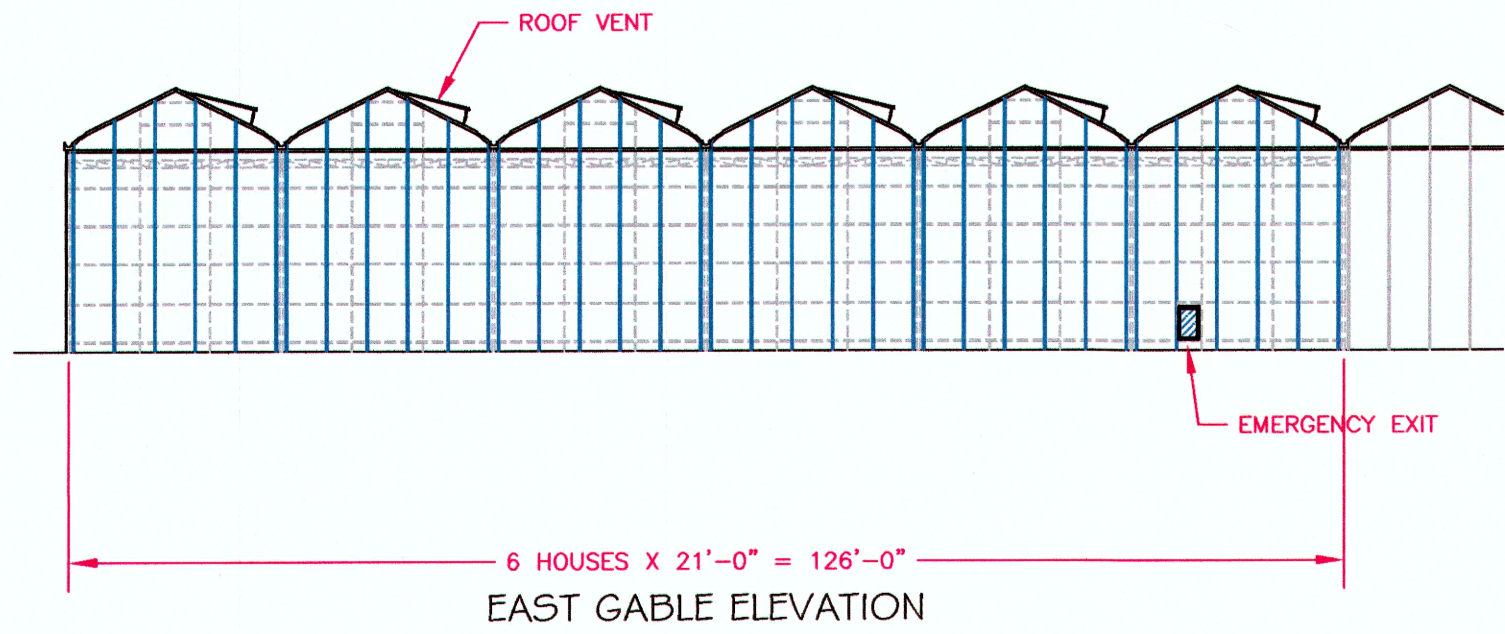 ROOF VENT
EMERGENCY EXIT
6 HOUSES X 21'-0" = 126'-0"
EAST GABLE ELEVATION